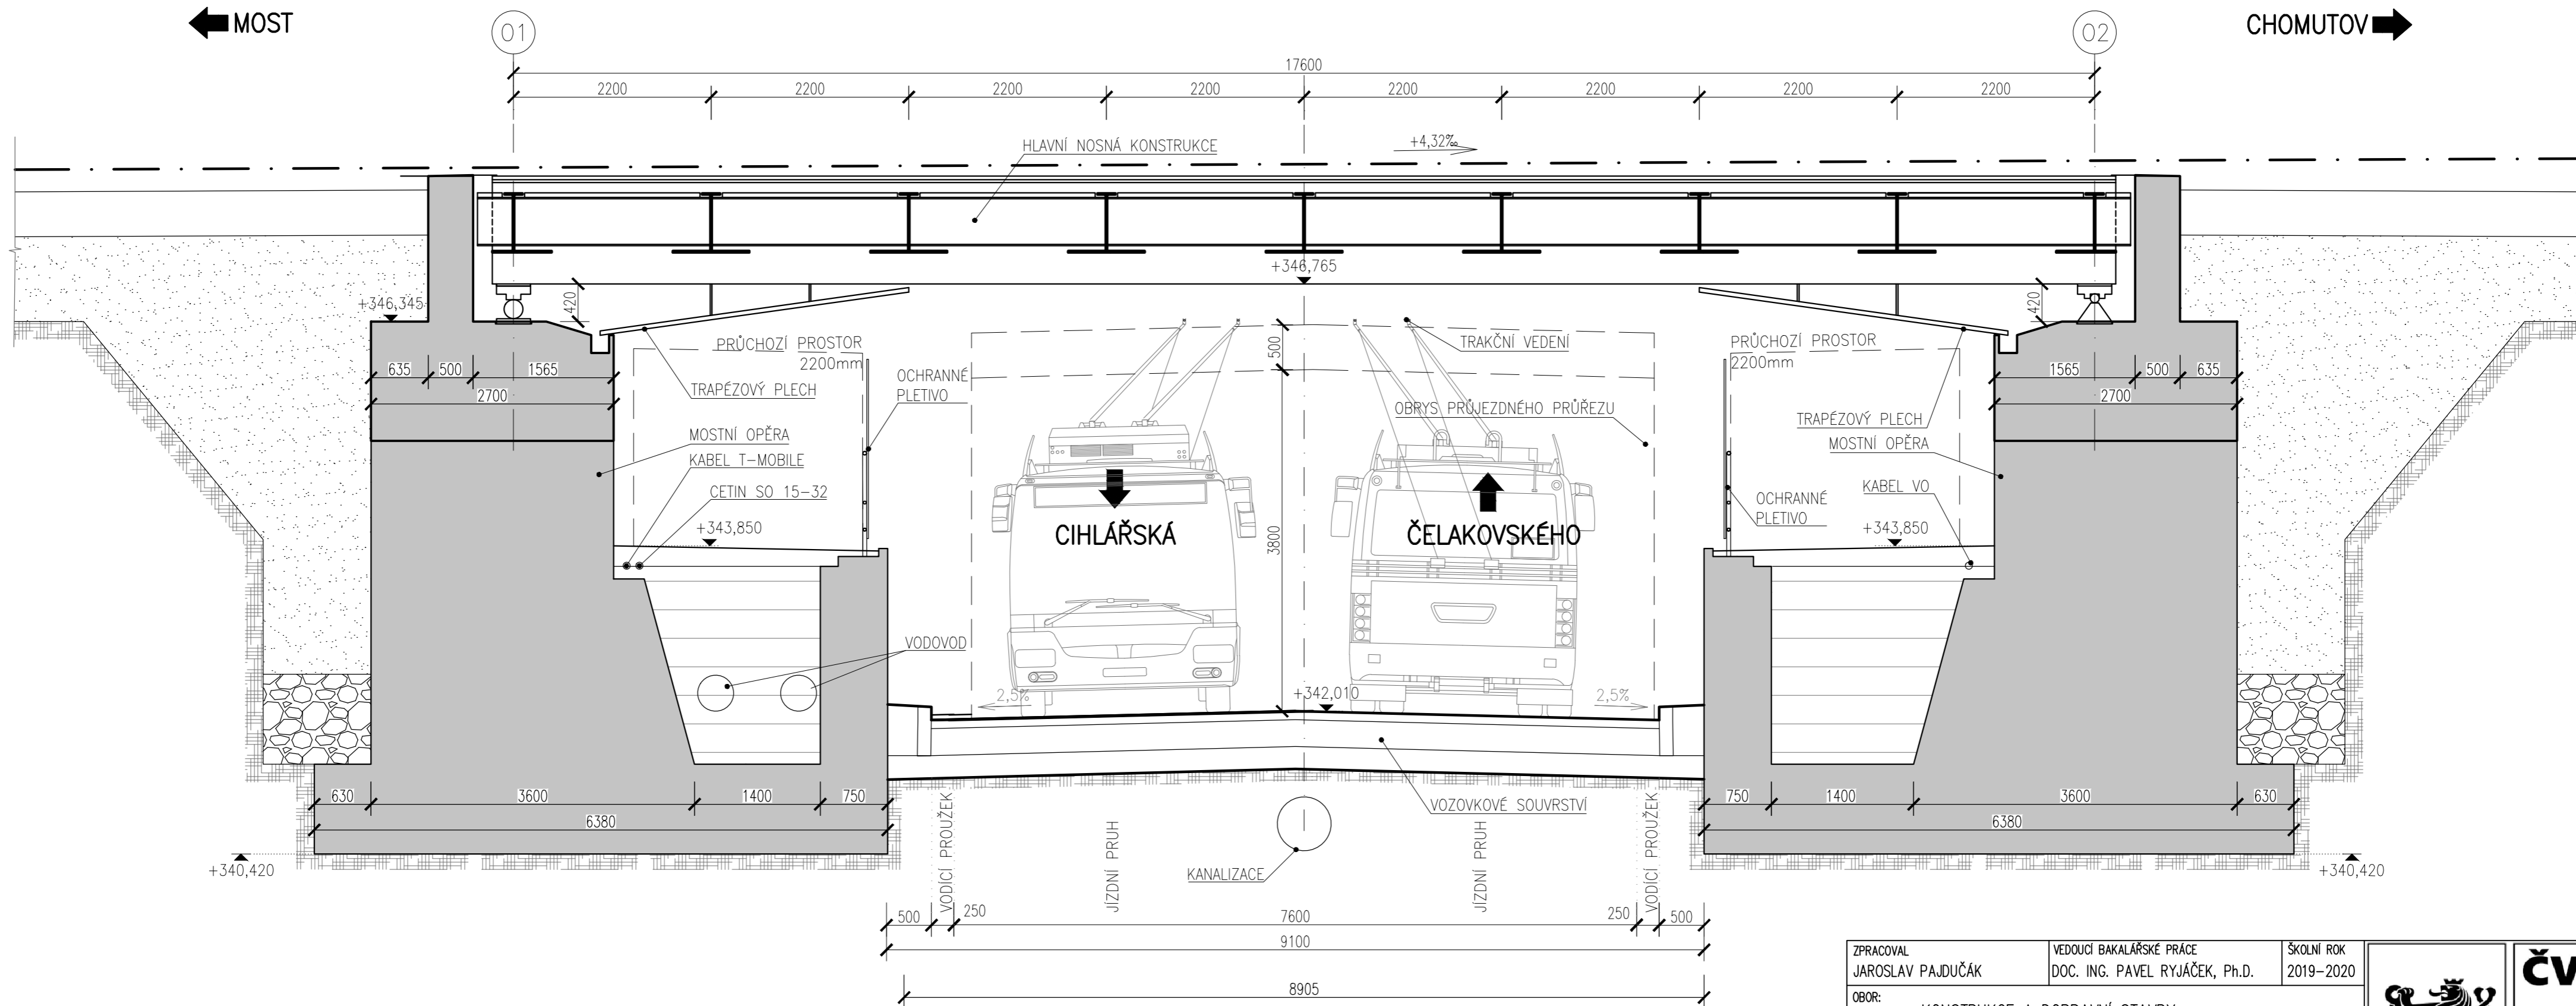 MOST
01
02
CHOMUTOV
17600
2200
2200
2200
2200
2200
2200
2200
2200
HLAVNÍ NOSNÁ KONSTRUKCE
+4,32‰
+346,765
+346,345
420
420
PRŮCHOZÍ PROSTOR
2200mm
500
TRAKČNÍ VEDENÍ
PRŮCHOZÍ PROSTOR
2200mm
635
500
1565
2700
TRAPÉZOVÝ PLECH
OCHRANNÉ
PLETIVO
OBRYS PRŮJEZDNÉHO PRŮŘEZU
1565
500
635
2700
TRAPÉZOVÝ PLECH
MOSTNÍ OPĚRA
KABEL T-MOBILE
CETIN SO 15-32
+343,850
MOSTNÍ OPĚRA
KABEL VO
OCHRANNÉ
PLETIVO
+343,850
CIHLÁŘSKÁ
3800
ČELAKOVSKÉHO
VODOVOD
2,5%
+342,010
2,5%
630
3600
1400
750
6380
+340,420
VOZOVKOVÉ SOUVRSTVÍ
750
1400
3600
630
6380
+340,420
VODÍCÍ PROUŽEK
JÍZDNÍ PRUH
KANALIZACE
JÍZDNÍ PRUH
VODÍCÍ PROUŽEK
500
250
7600
250
500
9100
8905
ZPRACOVAL
JAROSLAV PAJDUČÁK
VEDOUCÍ BAKALÁŘSKÉ PRÁCE
DOC. ING. PAVEL RYJÁČEK, Ph.D.
ŠKOLNÍ ROK
2019-2020
OBOR: